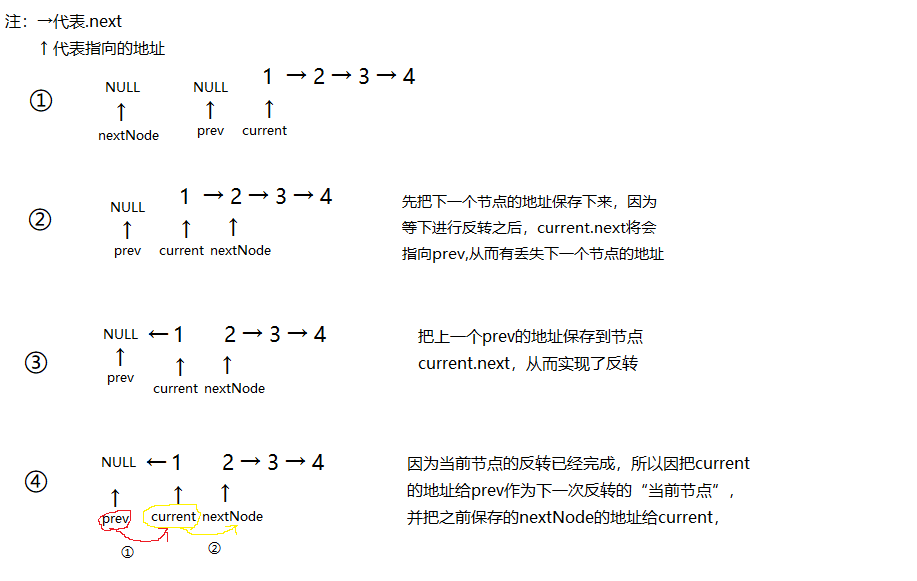 注：→代表.next
↑代表指向的地址
① NULL NULL 1 → 2 → 3 → 4
↑ ↑ ↑
nextNode prev current
② NULL 1 → 2 → 3 → 4
↑ ↑ ↑
prev current nextNode
先把下一个节点的地址保存下来，因为
等下进行反转之后，current.next将会
指向prev,从而有丢失下一个节点的地址
③ NULL ← 1 2 → 3 → 4
↑ ↑ ↑
prev current nextNode
把上一个prev的地址保存到节点
current.next，从而实现了反转
④ NULL ← 1 2 → 3 → 4
↑ ↑ ↑
prev current nextNode
① ②
因为当前节点的反转已经完成，所以因把current
的地址给prev作为下一次反转的“当前节点”，
并把之前保存的nextNode的地址给current，